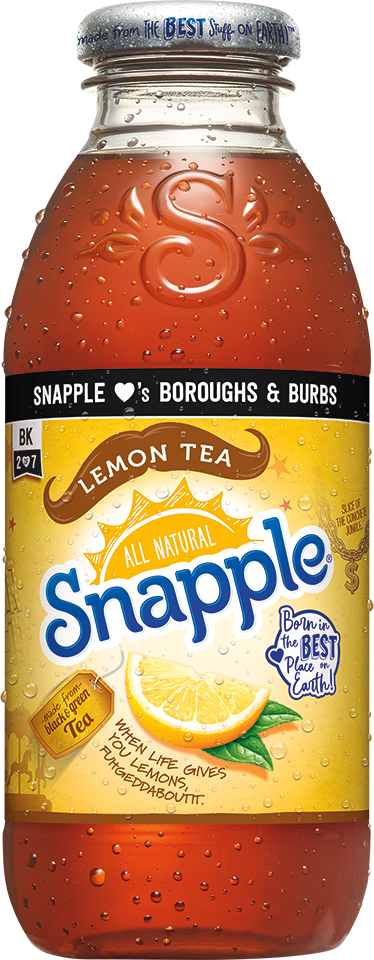 made from THE BEST Stuff ON EARTH!™
SNAPPLE ♥'s BOROUGHS & BURBS
BK
2♥7
LEMON TEA
SLICE OF
THE CONCRETE
JUNGLE.
$
ALL NATURAL
Snapple®
Born in
the BEST
Place on
Earth!
made from
black & green
Tea
WHEN LIFE GIVES
YOU LEMONS,
FUHGEDDABOUTIT.